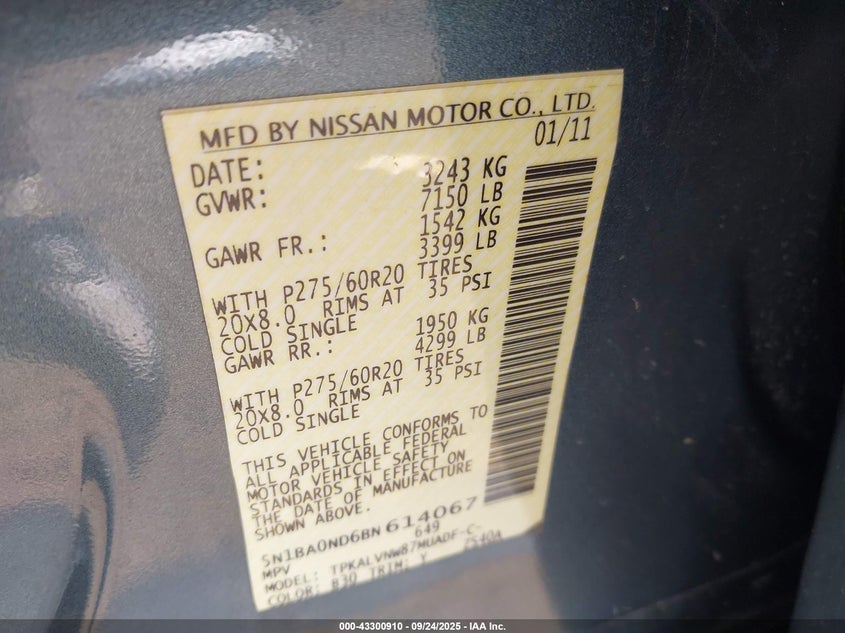 MFD BY NISSAN MOTOR CO., LTD.
DATE: 01/11
GVWR: 3243 KG
7150 LB
GAWR FR.: 1542 KG
3399 LB
WITH P275/60R20 TIRES
20X8.0 RIMS AT 35 PSI
COLD SINGLE
GAWR RR.: 1950 KG
4299 LB
WITH P275/60R20 TIRES
20X8.0 RIMS AT 35 PSI
COLD SINGLE
THIS VEHICLE CONFORMS TO
ALL APPLICABLE FEDERAL
MOTOR VEHICLE SAFETY
STANDARDS IN EFFECT ON
THE DATE OF MANUFACTURE
SHOWN ABOVE.
5N1BA0ND6BN 614067
MPV 649
MODEL: TPKALVNW87MUADF-C-
COLOR: B30 TRIM: Y 7540A
000-43300910 - 09/24/2025 - IAA Inc.